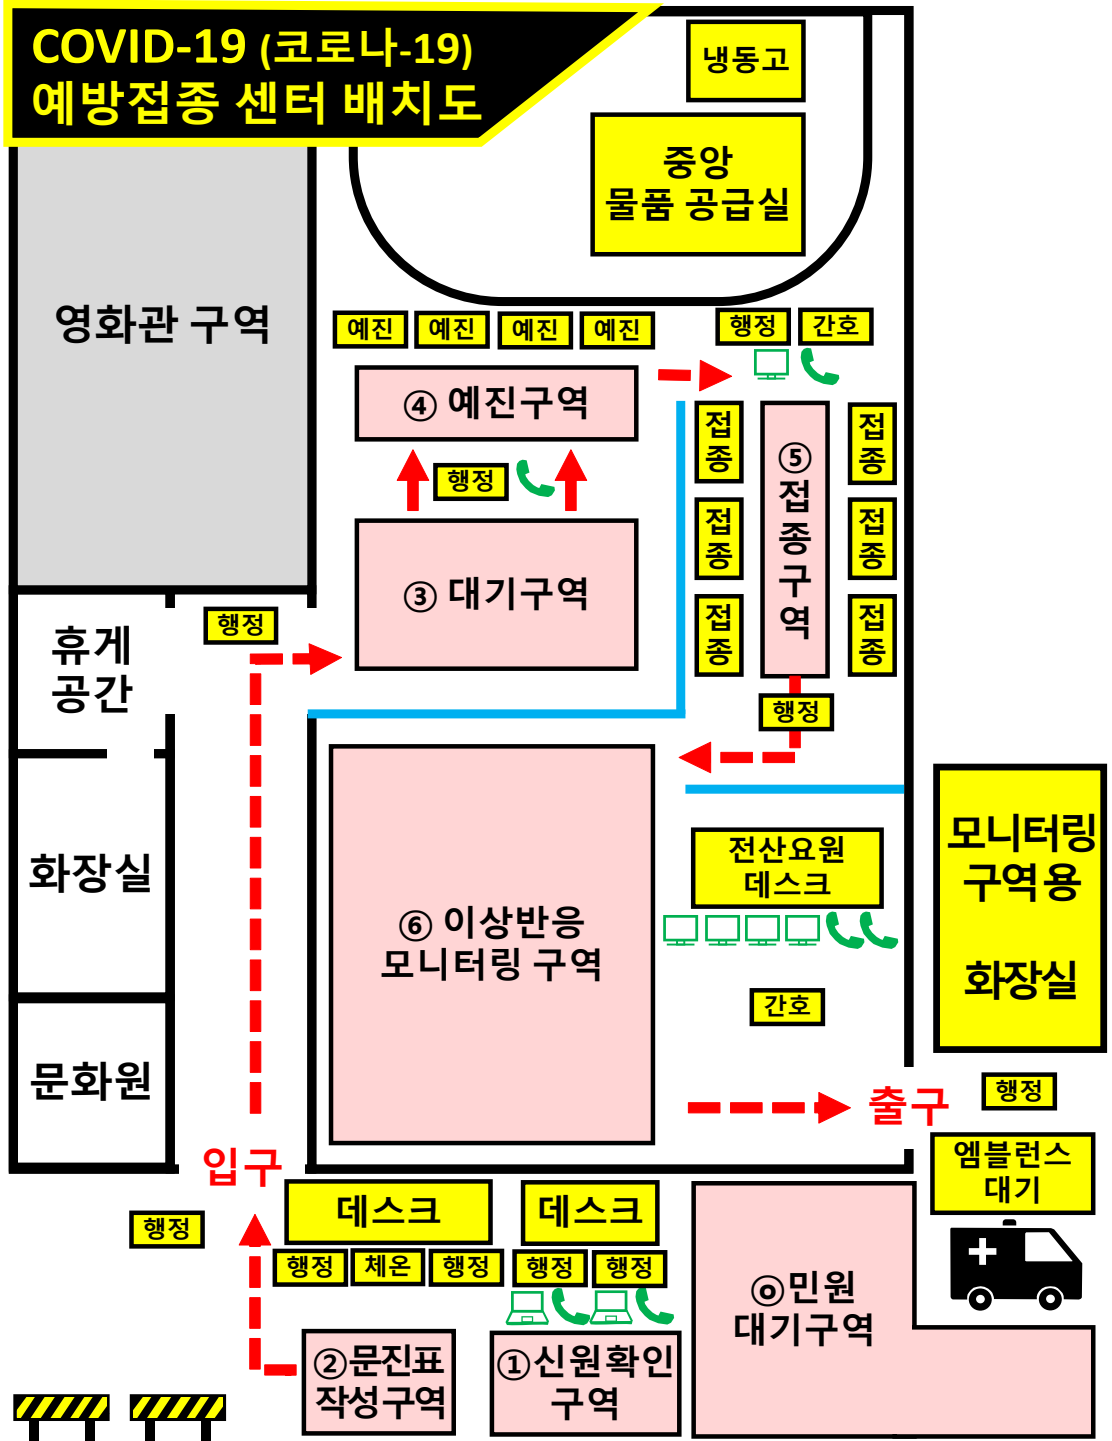 COVID-19 (코로나-19)
예방접종 센터 배치도
냉동고
중앙
물품 공급실
영화관 구역
예진
예진
예진
예진
행정
간호
④ 예진구역
행정
접종
접종
접종
⑤
접
종
구
역
접종
접종
접종
③ 대기구역
행정
휴게
공간
행정
화장실
⑥ 이상반응
모니터링 구역
전산요원
데스크
모니터링
구역용
화장실
간호
문화원
출구
행정
입구
엠블런스
대기
행정
데스크
데스크
행정
체온
행정
행정
행정
⓪민원
대기구역
②문진표
작성구역
①신원확인
구역